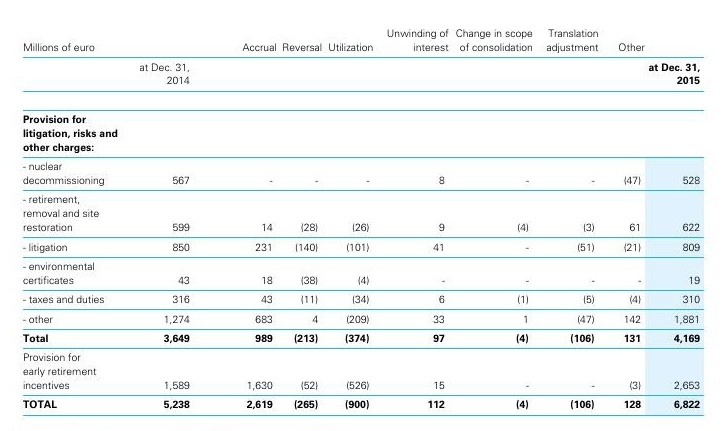 Unwinding of Change in scope Translation
Millions of euro Accrual Reversal Utilization interest of consolidation adjustment Other
at Dec. 31, at Dec. 31,
2014 2015
Provision for
litigation, risks and
other charges:
- nuclear
decommissioning 567 - - - 8 - - (47) 528
- retirement,
removal and site
restoration 599 14 (28) (26) 9 (4) (3) 61 622
- litigation 850 231 (140) (101) 41 - (51) (21) 809
- environmental
certificates 43 18 (38) (4) - - - - 19
- taxes and duties 316 43 (11) (34) 6 (1) (5) (4) 310
- other 1,274 683 4 (209) 33 1 (47) 142 1,881
Total 3,649 989 (213) (374) 97 (4) (106) 131 4,169
Provision for
early retirement
incentives 1,589 1,630 (52) (526) 15 - - (3) 2,653
TOTAL 5,238 2,619 (265) (900) 112 (4) (106) 128 6,822